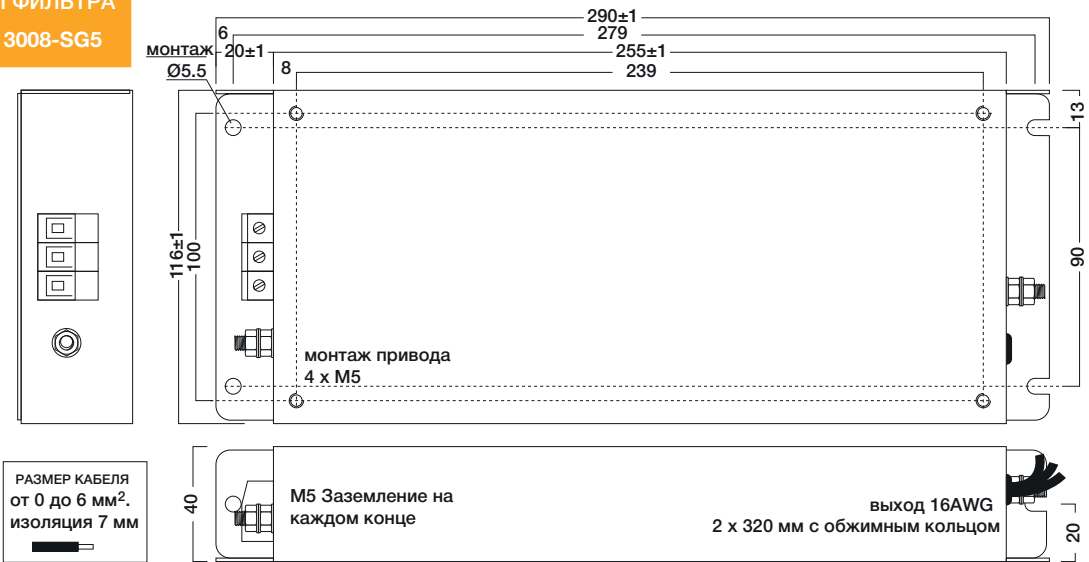 ФИЛЬТРА
3008-SG5
290±1
6
279
монтаж
20±1
255±1
Ø5.5
8
239
13
116±1
100
90
монтаж привода
4 x M5
РАЗМЕР КАБЕЛЯ
от 0 до 6 мм².
изоляция 7 мм
40
M5 Заземление на
каждом конце
выход 16AWG
2 x 320 мм с обжимным кольцом
20